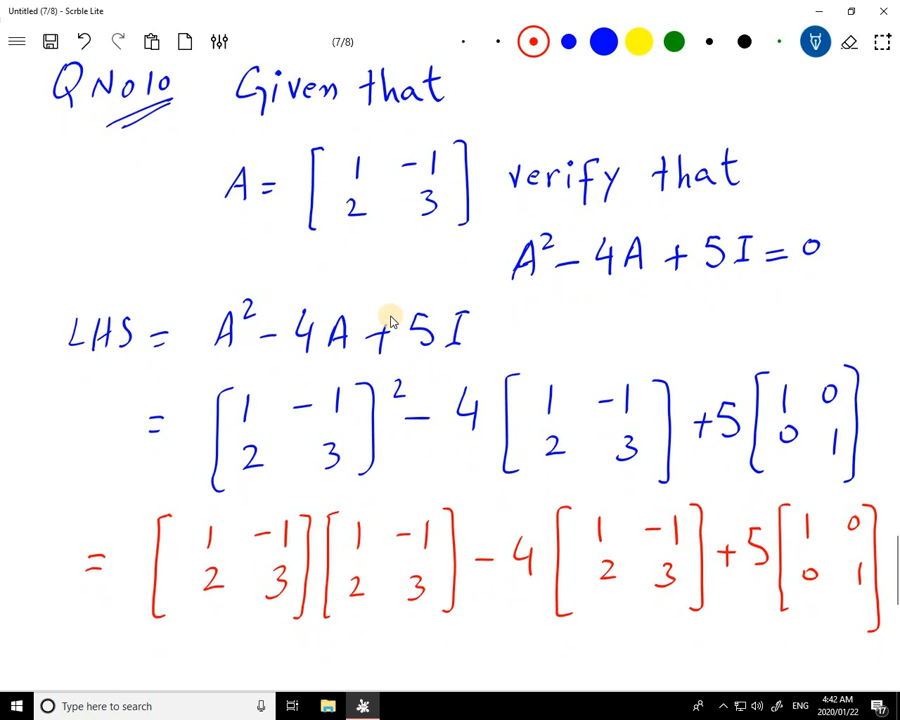 Untitled (7/8) - Scrble Lite
(7/8)
Q No 10 Given that
A = [ 1 -1
2 3 ] verify that
A² - 4A + 5I = 0
LHS = A² - 4A + 5I
= [ 1 -1
2 3 ]² - 4 [ 1 -1
2 3 ] + 5 [ 1 0
0 1 ]
= [ 1 -1
2 3 ] [ 1 -1
2 3 ] - 4 [ 1 -1
2 3 ] + 5 [ 1 0
0 1 ]
Type here to search
ENG
4:42 AM
2020/01/22
17